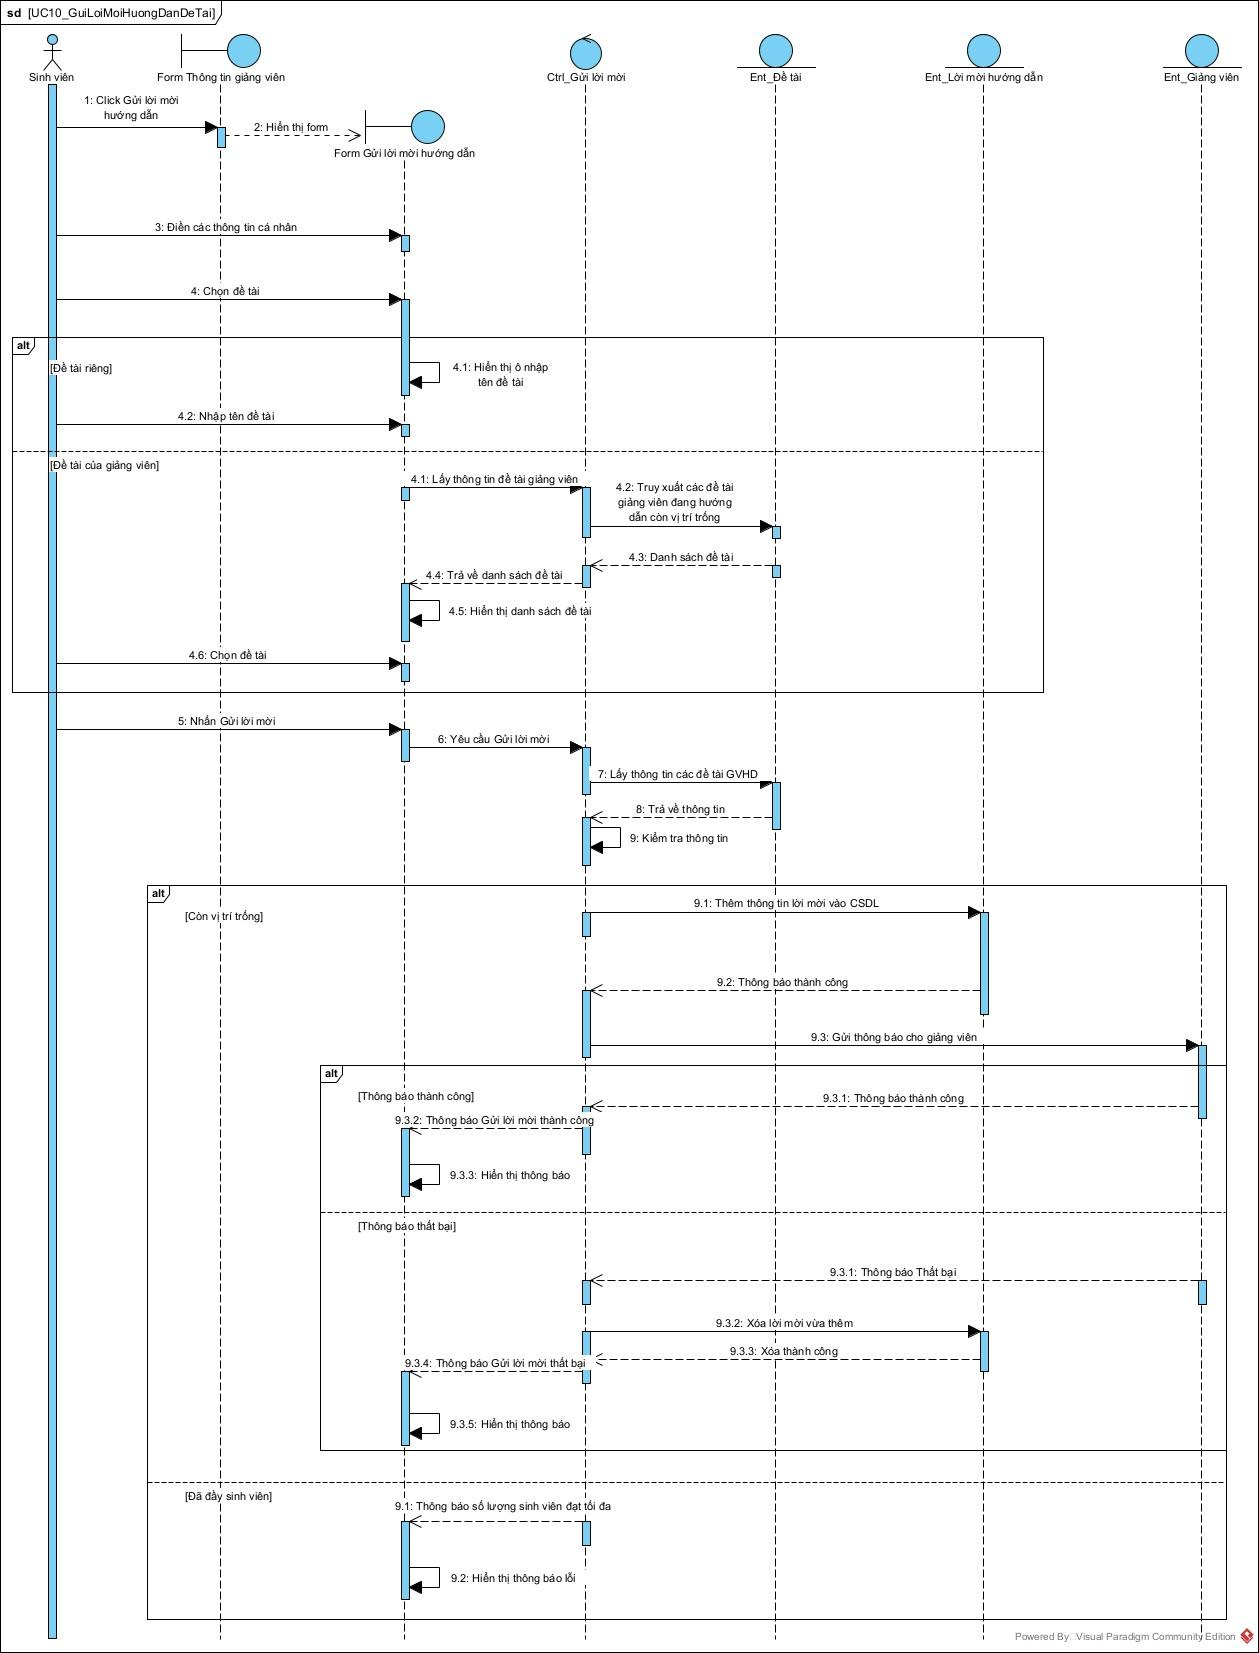 sd [UC10_GuiLoiMoiHuongDanDeTai]
Sinh viên
Form Thông tin giảng viên
Ctrl_Gửi lời mời
Ent_Đề tài
Ent_Lời mời hướng dẫn
Ent_Giảng viên
1: Click Gửi lời mời
hướng dẫn
2: Hiển thị form
Form Gửi lời mời hướng dẫn
3: Điền các thông tin cá nhân
4: Chọn đề tài
alt
[Đề tài riêng]
4.1: Hiển thị ô nhập
tên đề tài
4.2: Nhập tên đề tài
[Đề tài của giảng viên]
4.1: Lấy thông tin đề tài giảng viên
4.2: Truy xuất các đề tài
giảng viên đang hướng
dẫn còn vị trí trống
4.3: Danh sách đề tài
4.4: Trả về danh sách đề tài
4.5: Hiển thị danh sách đề tài
4.6: Chọn đề tài
5: Nhấn Gửi lời mời
6: Yêu cầu Gửi lời mời
7: Lấy thông tin các đề tài GVHD
8: Trả về thông tin
9: Kiểm tra thông tin
alt
[Còn vị trí trống]
9.1: Thêm thông tin lời mời vào CSDL
9.2: Thông báo thành công
9.3: Gửi thông báo cho giảng viên
alt
[Thông báo thành công]
9.3.1: Thông báo thành công
9.3.2: Thông báo Gửi lời mời thành công
9.3.3: Hiển thị thông báo
[Thông báo thất bại]
9.3.1: Thông báo Thất bại
9.3.2: Xóa lời mời vừa thêm
9.3.3: Xóa thành công
9.3.4: Thông báo Gửi lời mời thất bại
9.3.5: Hiển thị thông báo
[Đã đầy sinh viên]
9.1: Thông báo số lượng sinh viên đạt tối đa
9.2: Hiển thị thông báo lỗi
Powered By Visual Paradigm Community Edition